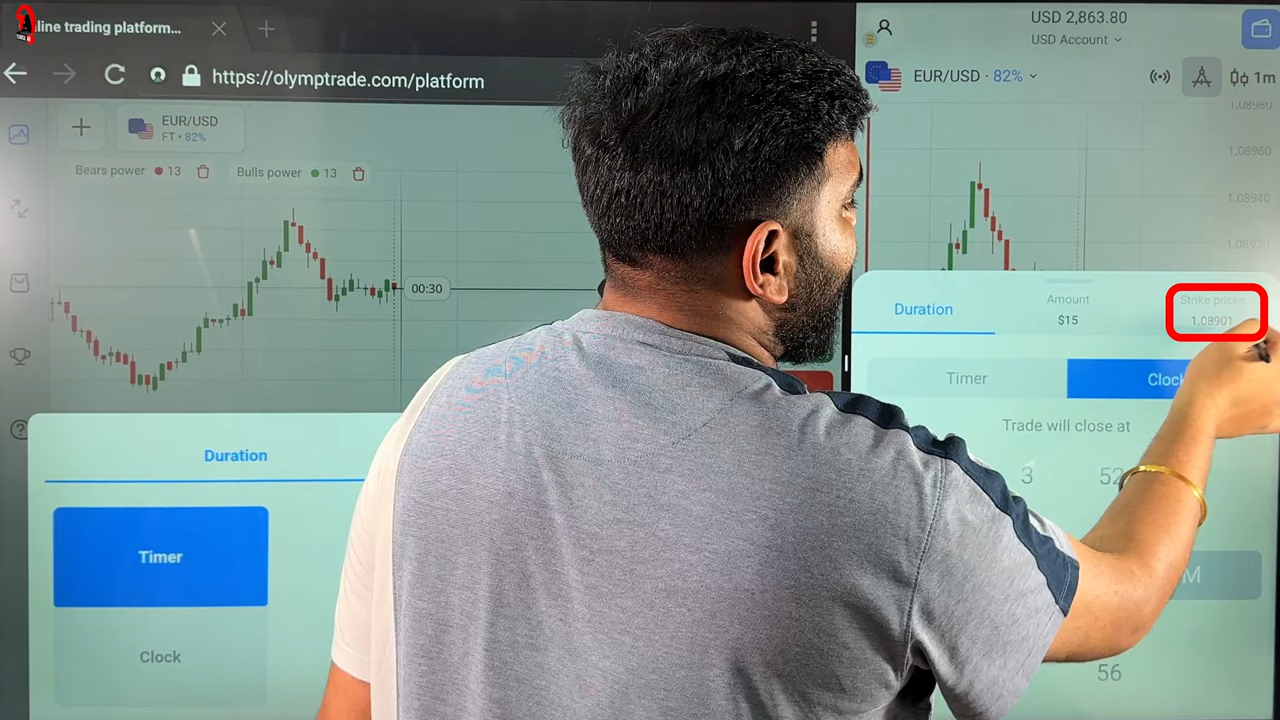 line trading platform...
https://olymptrade.com/platform
EUR/USD
FT • 82%
Bears power 13
Bulls power 13
00:30
Duration
Timer
Clock
USD 2,863.80
USD Account
EUR/USD · 82%
1m
1.08980
1.08960
1.08940
1.08920
Duration
Amount
$15
Strike prices
1.08901
Timer
Clock
Trade will close at
3
52
M
56